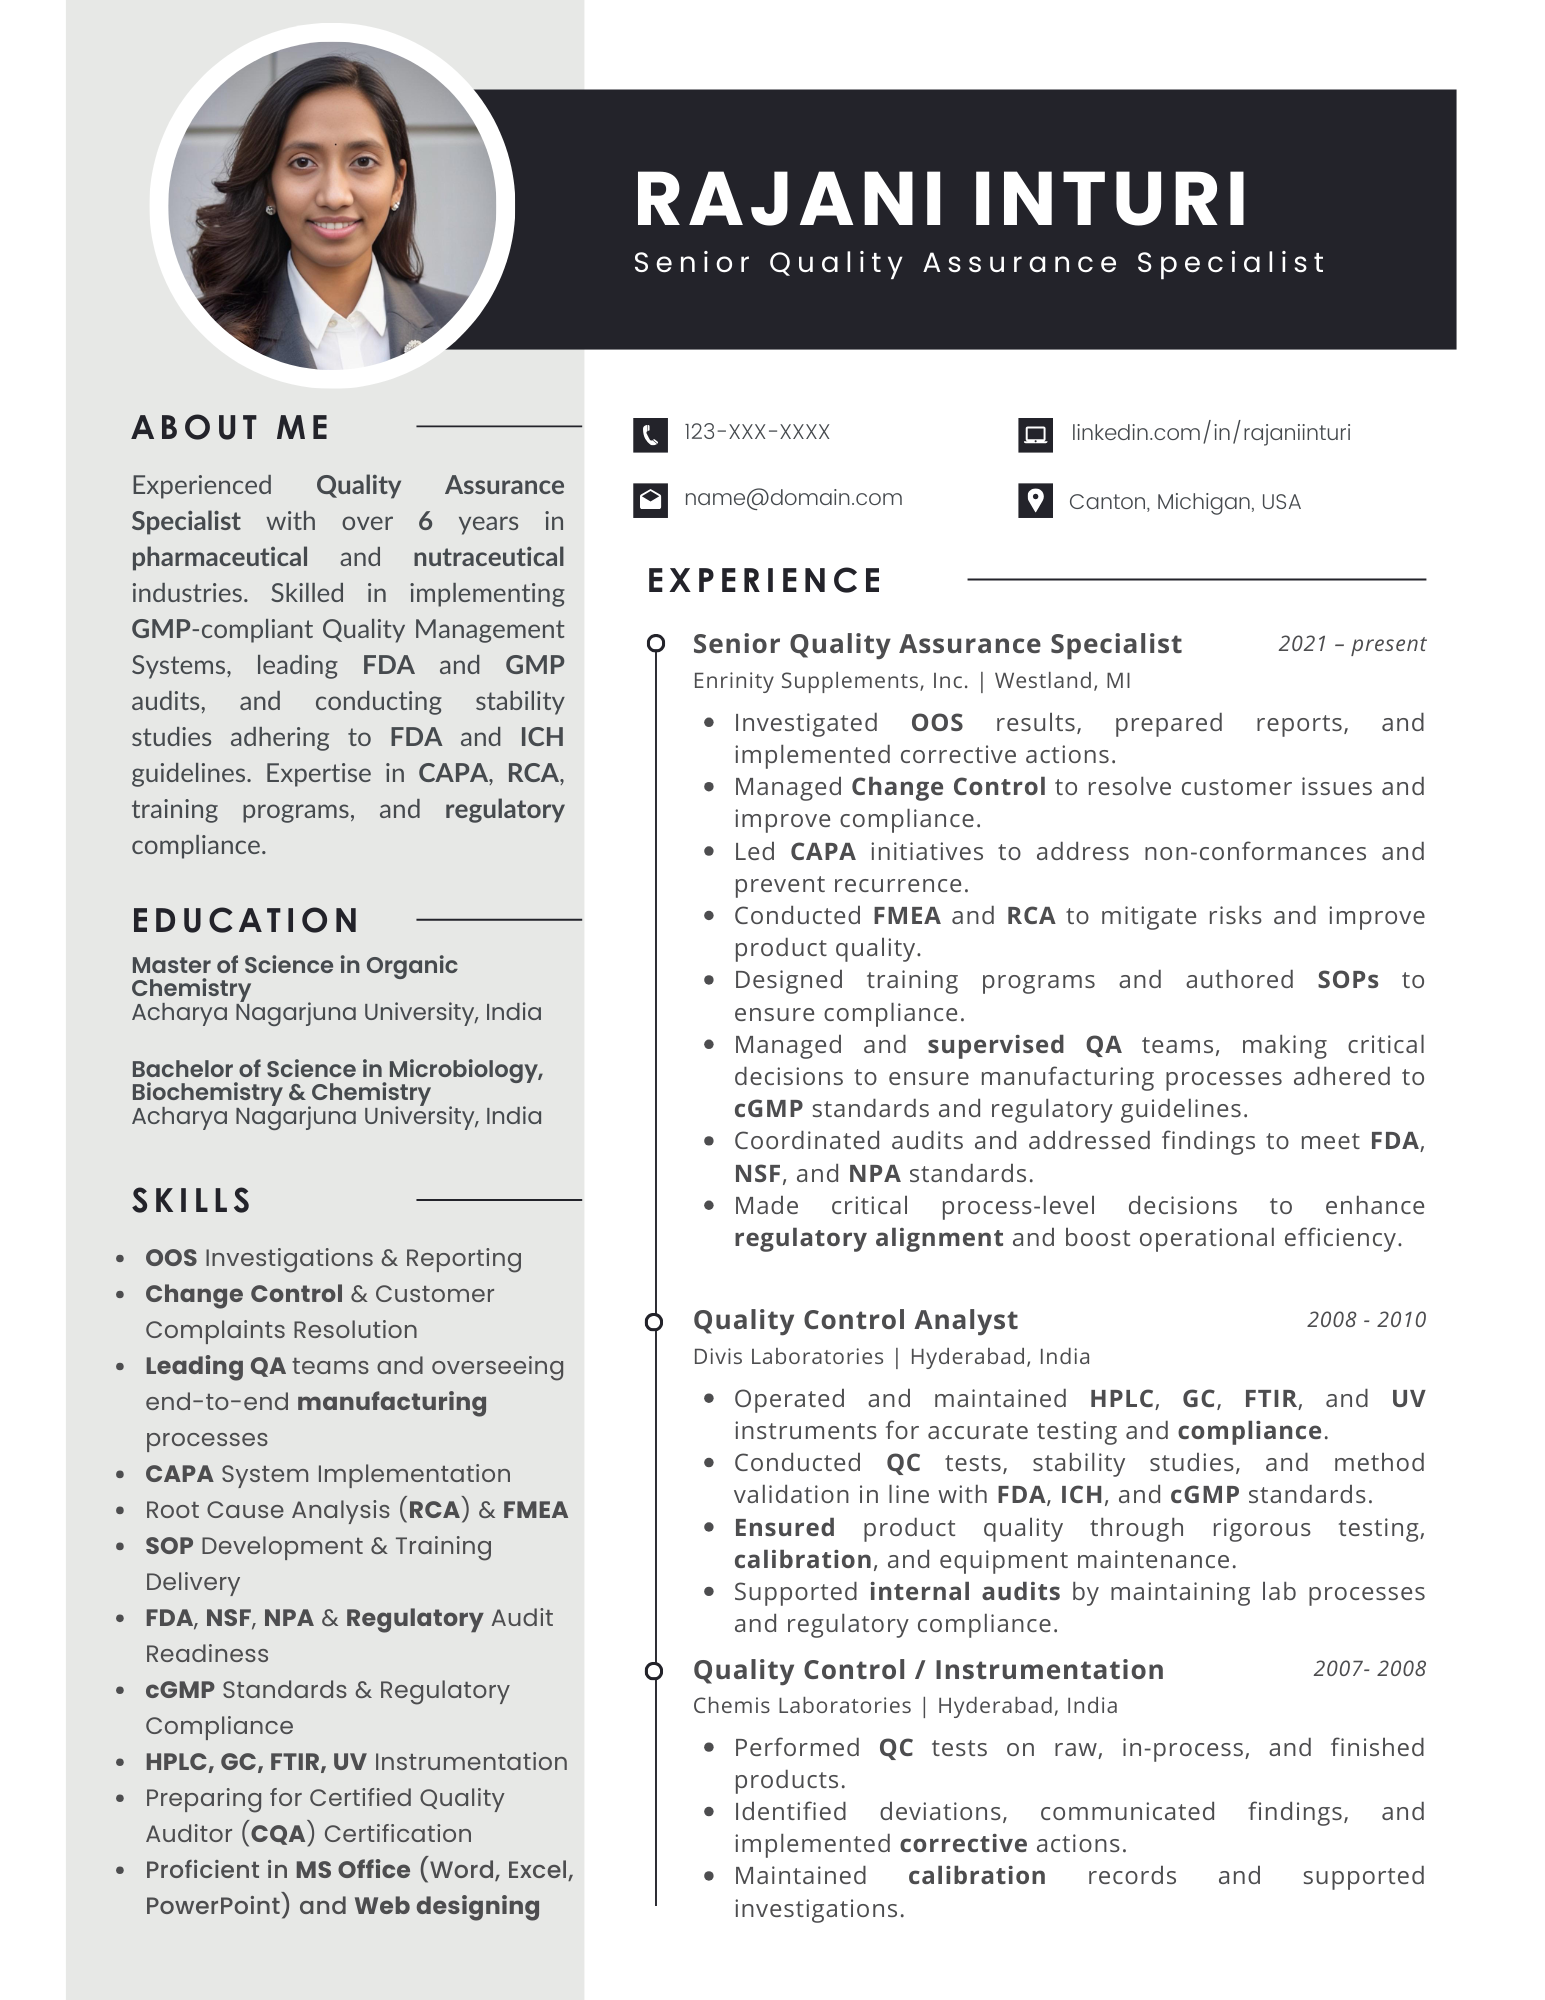 RAJANI INTURI
Senior Quality Assurance Specialist
ABOUT ME
Experienced Quality Assurance
Specialist with over 6 years in
pharmaceutical and nutraceutical
industries. Skilled in implementing
GMP-compliant Quality Management
Systems, leading FDA and GMP
audits, and conducting stability
studies adhering to FDA and ICH
guidelines. Expertise in CAPA, RCA,
training programs, and regulatory
compliance.
EDUCATION
Master of Science in Organic
Chemistry
Acharya Nagarjuna University, India
Bachelor of Science in Microbiology,
Biochemistry & Chemistry
Acharya Nagarjuna University, India
SKILLS
• OOS Investigations & Reporting
• Change Control & Customer
Complaints Resolution
• Leading QA teams and overseeing
end-to-end manufacturing
processes
• CAPA System Implementation
• Root Cause Analysis (RCA) & FMEA
• SOP Development & Training
Delivery
• FDA, NSF, NPA & Regulatory Audit
Readiness
• cGMP Standards & Regulatory
Compliance
• HPLC, GC, FTIR, UV Instrumentation
• Preparing for Certified Quality
Auditor (CQA) Certification
• Proficient in MS Office (Word, Excel,
PowerPoint) and Web designing
123-XXX-XXXX
linkedin.com/in/rajaniinturi
name@domain.com
Canton, Michigan, USA
EXPERIENCE
Senior Quality Assurance Specialist 2021 – present
Enrinity Supplements, Inc. | Westland, MI
• Investigated OOS results, prepared reports, and
implemented corrective actions.
• Managed Change Control to resolve customer issues and
improve compliance.
• Led CAPA initiatives to address non-conformances and
prevent recurrence.
• Conducted FMEA and RCA to mitigate risks and improve
product quality.
• Designed training programs and authored SOPs to
ensure compliance.
• Managed and supervised QA teams, making critical
decisions to ensure manufacturing processes adhered to
cGMP standards and regulatory guidelines.
• Coordinated audits and addressed findings to meet FDA,
NSF, and NPA standards.
• Made critical process-level decisions to enhance
regulatory alignment and boost operational efficiency.
Quality Control Analyst 2008 - 2010
Divis Laboratories | Hyderabad, India
• Operated and maintained HPLC, GC, FTIR, and UV
instruments for accurate testing and compliance.
• Conducted QC tests, stability studies, and method
validation in line with FDA, ICH, and cGMP standards.
• Ensured product quality through rigorous testing,
calibration, and equipment maintenance.
• Supported internal audits by maintaining lab processes
and regulatory compliance.
Quality Control / Instrumentation 2007- 2008
Chemis Laboratories | Hyderabad, India
• Performed QC tests on raw, in-process, and finished
products.
• Identified deviations, communicated findings, and
implemented corrective actions.
• Maintained calibration records and supported
investigations.